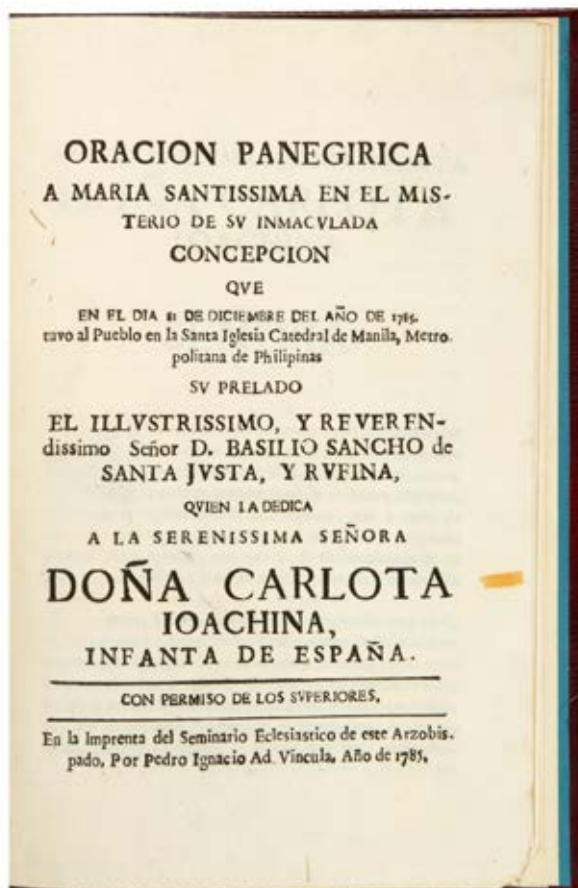 ORACION PANEGIRICA
A MARIA SANTISSIMA EN EL MIS-
TERIO DE SV INMACVLADA
CONCEPCION
QVE
EN EL DIA DE DICIEMBRE DEL AÑO DE 1785.
tuvo al Pueblo en la Santa Iglesia Catedral de Manila, Metro.
politana de Philipinas
SV PRELADO
EL ILLVSTRISSIMO, Y REVEREN-
dissimo Señor D. BASILIO SANCHO de
SANTA JVSTA, Y RVFINA,
QVIEN LA DEDICA
A LA SERENISSIMA SEÑORA
DOÑA CARLOTA
IOACHINA,
INFANTA DE ESPAÑA.
CON PERMISO DE LOS SVPERIORES.
En la Imprenta del Seminario Eclesiastico de este Arzobis.
pado, Por Pedro Ignacio Ad. Vincula. Año de 1785.